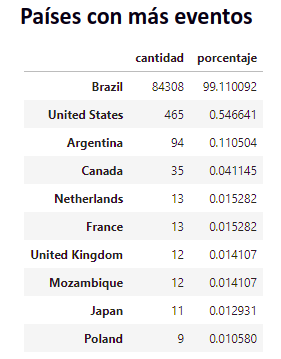 Países con más eventos
cantidad porcentaje
Brazil 84308 99.110092
United States 465 0.546641
Argentina 94 0.110504
Canada 35 0.041145
Netherlands 13 0.015282
France 13 0.015282
United Kingdom 12 0.014107
Mozambique 12 0.014107
Japan 11 0.012931
Poland 9 0.010580